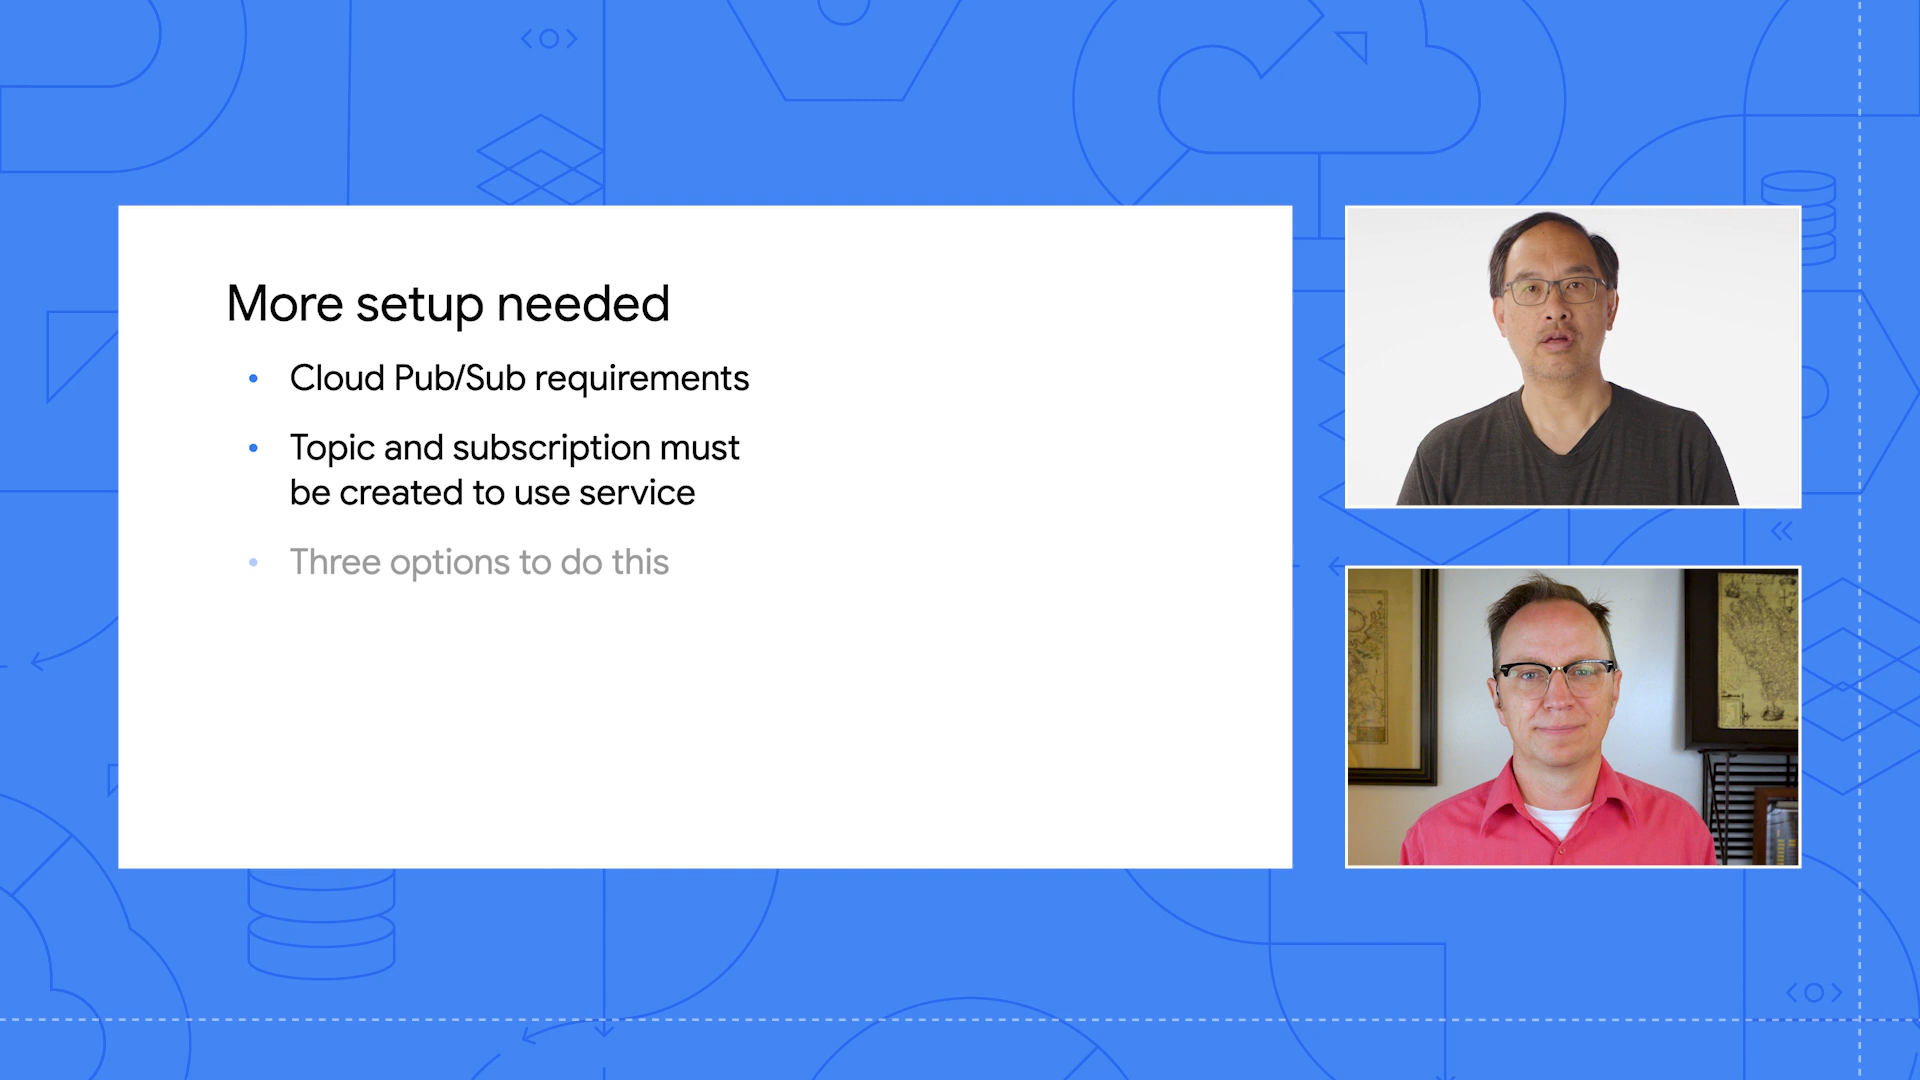 More setup needed
• Cloud Pub/Sub requirements
• Topic and subscription must
be created to use service
• Three options to do this